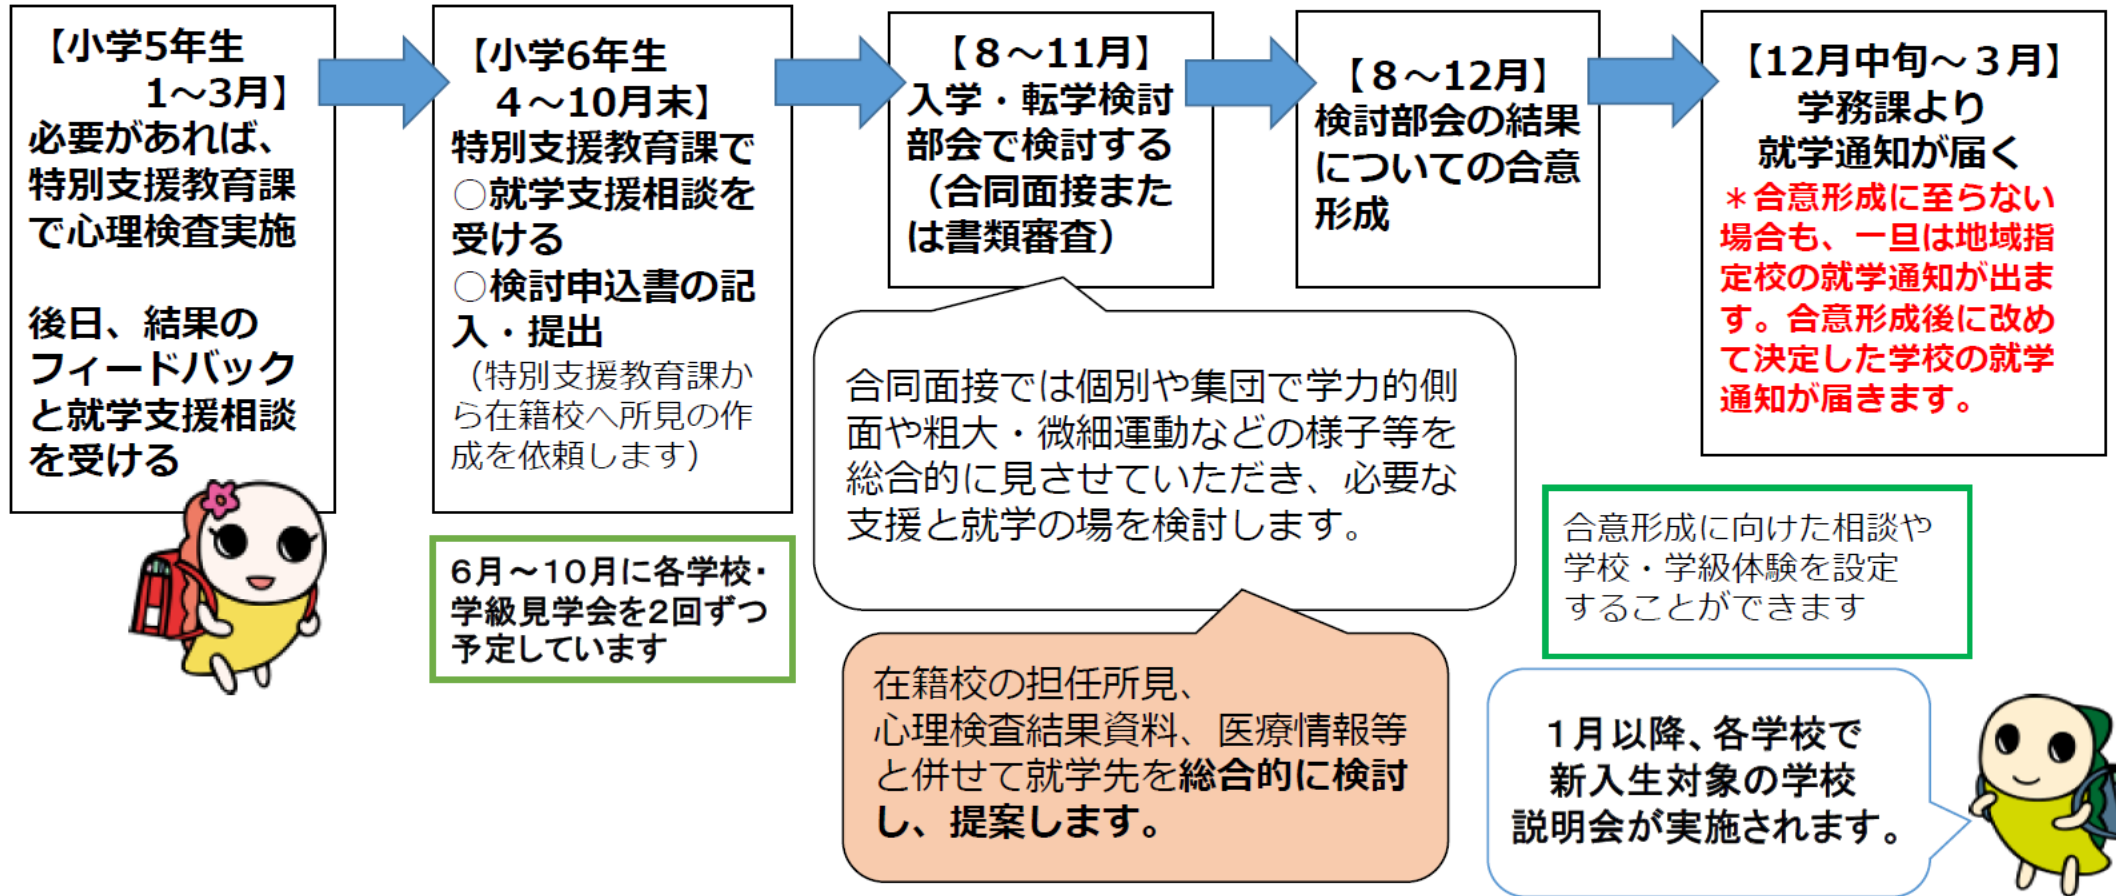 【小学5年生
1～3月】
必要があれば、
特別支援教育課
で心理検査実施
後日、結果の
フィードバック
と就学支援相談
を受ける
【小学6年生
４～10月末】
特別支援教育課で
○就学支援相談を
受ける
○検討申込書の記
入・提出
（特別支援教育課か
ら在籍校へ所見の作
成を依頼します）
6月～10月に各学校・
学級見学会を2回ずつ
予定しています
【８～11月】
入学・転学検討
部会で検討する
（合同面接また
は書類審査）
合同面接では個別や集団で学力的側
面や粗大・微細運動などの様子等を
総合的に見させていただき、必要な
支援と就学の場を検討します。
在籍校の担任所見、
心理検査結果資料、医療情報等
と併せて就学先を総合的に検討
し、提案します。
【８～12月】
検討部会の結果
についての合意
形成
【12月中旬～３月】
学務課より
就学通知が届く
＊合意形成に至らない
場合も、一旦は地域指
定校の就学通知が出ま
す。合意形成後に改め
て決定した学校の就学
通知が届きます。
合意形成に向けた相談や
学校・学級体験を設定
することができます
１月以降、各学校で
新入生対象の学校
説明会が実施されます。